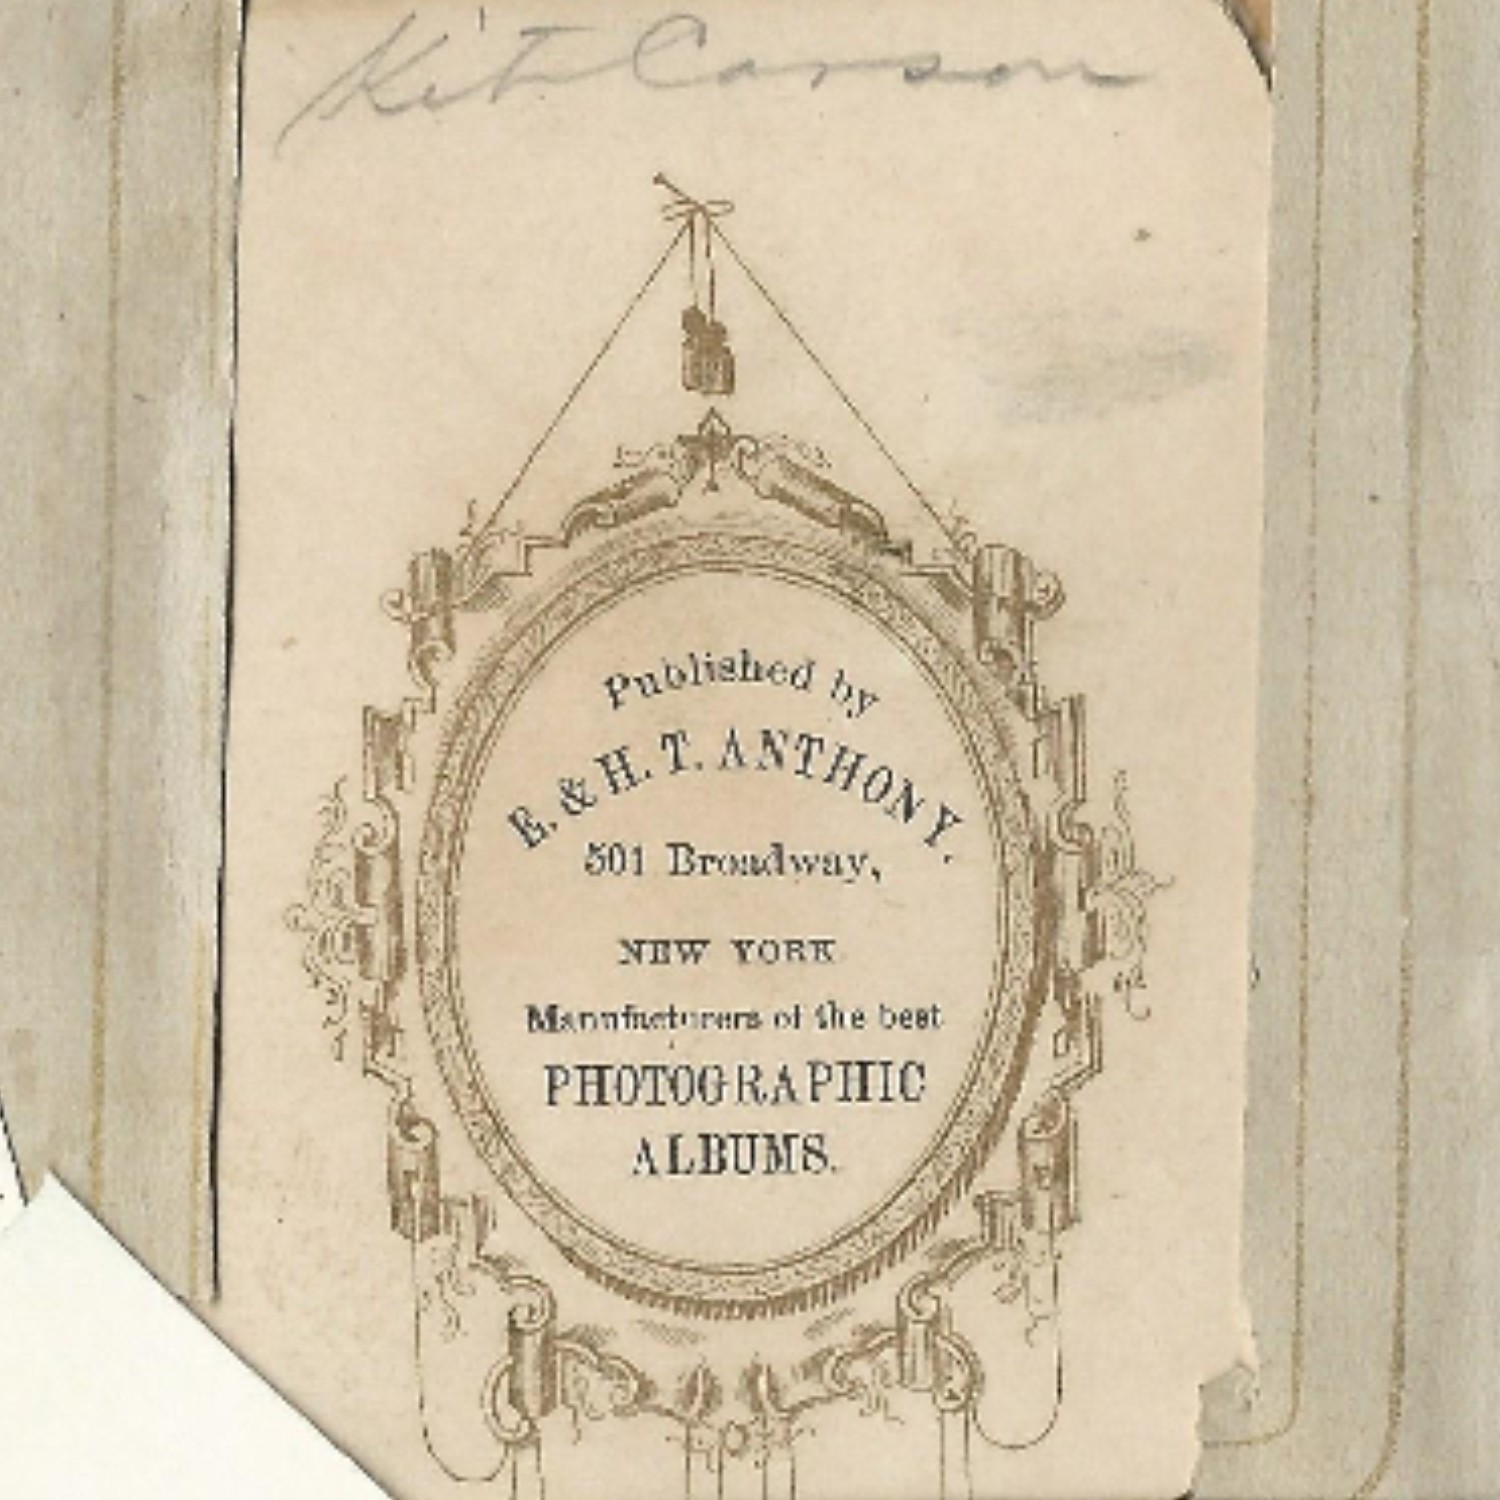 Kit Carson
Published by
E. & H. T. ANTHONY.
501 Broadway,
NEW YORK
Manufacturers of the best
PHOTOGRAPHIC
ALBUMS.